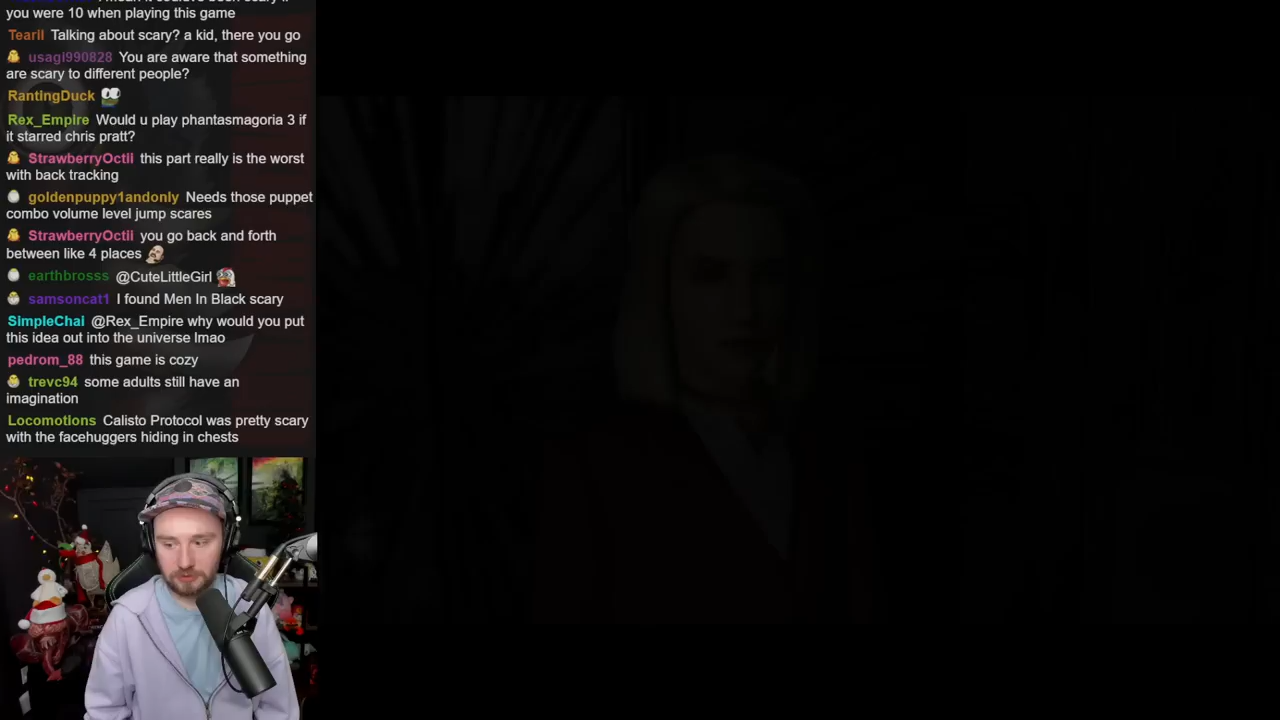 you were 10 when playing this game
Tearii Talking about scary? a kid, there you go
usagi990828 You are aware that something
are scary to different people?
RantingDuck
Rex_Empire Would u play phantasmagoria 3 if
it starred chris pratt?
StrawberryOctii this part really is the worst
with back tracking
goldenpuppy1andonly Needs those puppet
combo volume level jump scares
StrawberryOctii you go back and forth
between like 4 places
earthbrosss @CuteLittleGirl
samsoncat1 I found Men In Black scary
SimpleChai @Rex_Empire why would you put
this idea out into the universe lmao
pedrom_88 this game is cozy
trevc94 some adults still have an
imagination
Locomotions Calisto Protocol was pretty scary
with the facehuggers hiding in chests